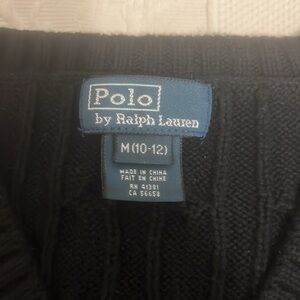 Polo
by Ralph Lauren
M (10-12)
MADE IN CHINA
FAIT EN CHINE
RN 41381
CA 56658